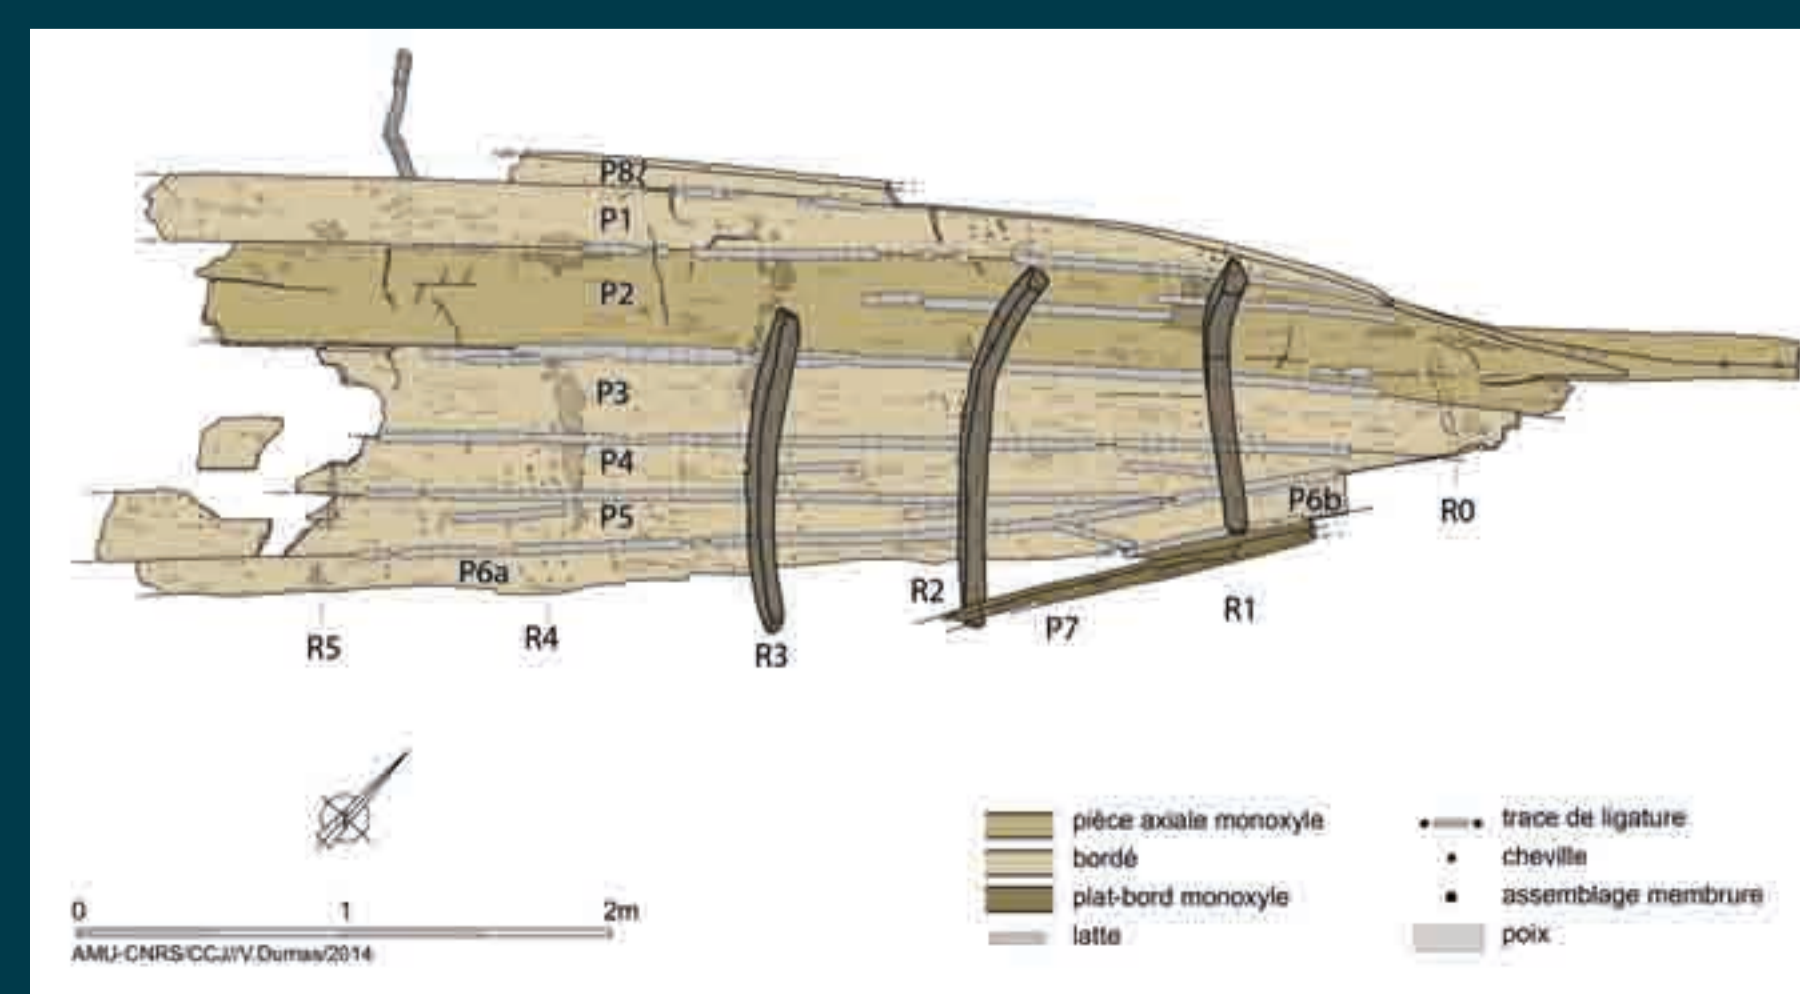 P8
P1
P2
P3
P4
P5
P6a
P6b
R0
R2
R1
P7
R5
R4
R3
0 1 2m
AMU-CNRS/CCJ/V.Dumas/2014
pièce axiale monoxyle
bordé
plat-bord monoxyle
latte
trace de ligature
cheville
assemblage membrure
poix